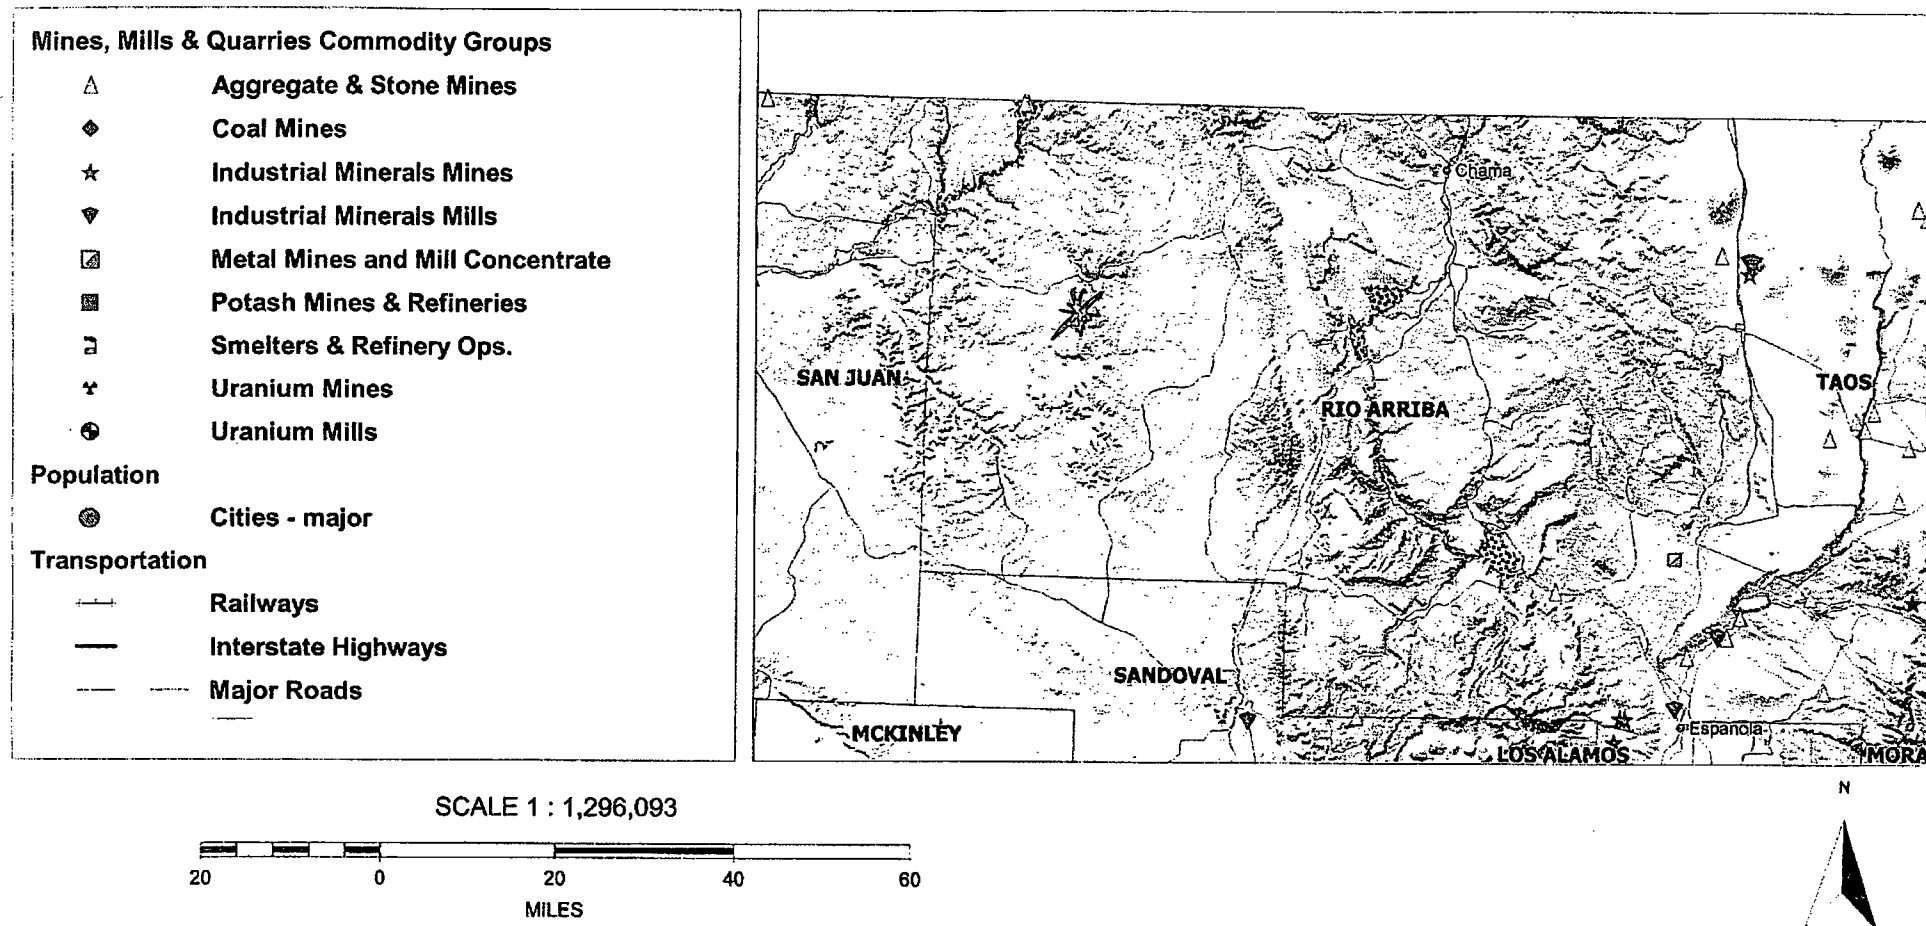 Mines, Mills & Quarries Commodity Groups
Aggregate & Stone Mines
Coal Mines
Industrial Minerals Mines
Industrial Minerals Mills
Metal Mines and Mill Concentrate
Potash Mines & Refineries
Smelters & Refinery Ops.
Uranium Mines
Uranium Mills
Population
Cities - major
Transportation
Railways
Interstate Highways
Major Roads
Chama
SAN JUAN
TAOS
RIO ARRIBA
SANDOVAL
MCKINLEY
Espanola
LOS ALAMOS
MORA
SCALE 1 : 1,296,093
20 0 20 40 60
MILES
N